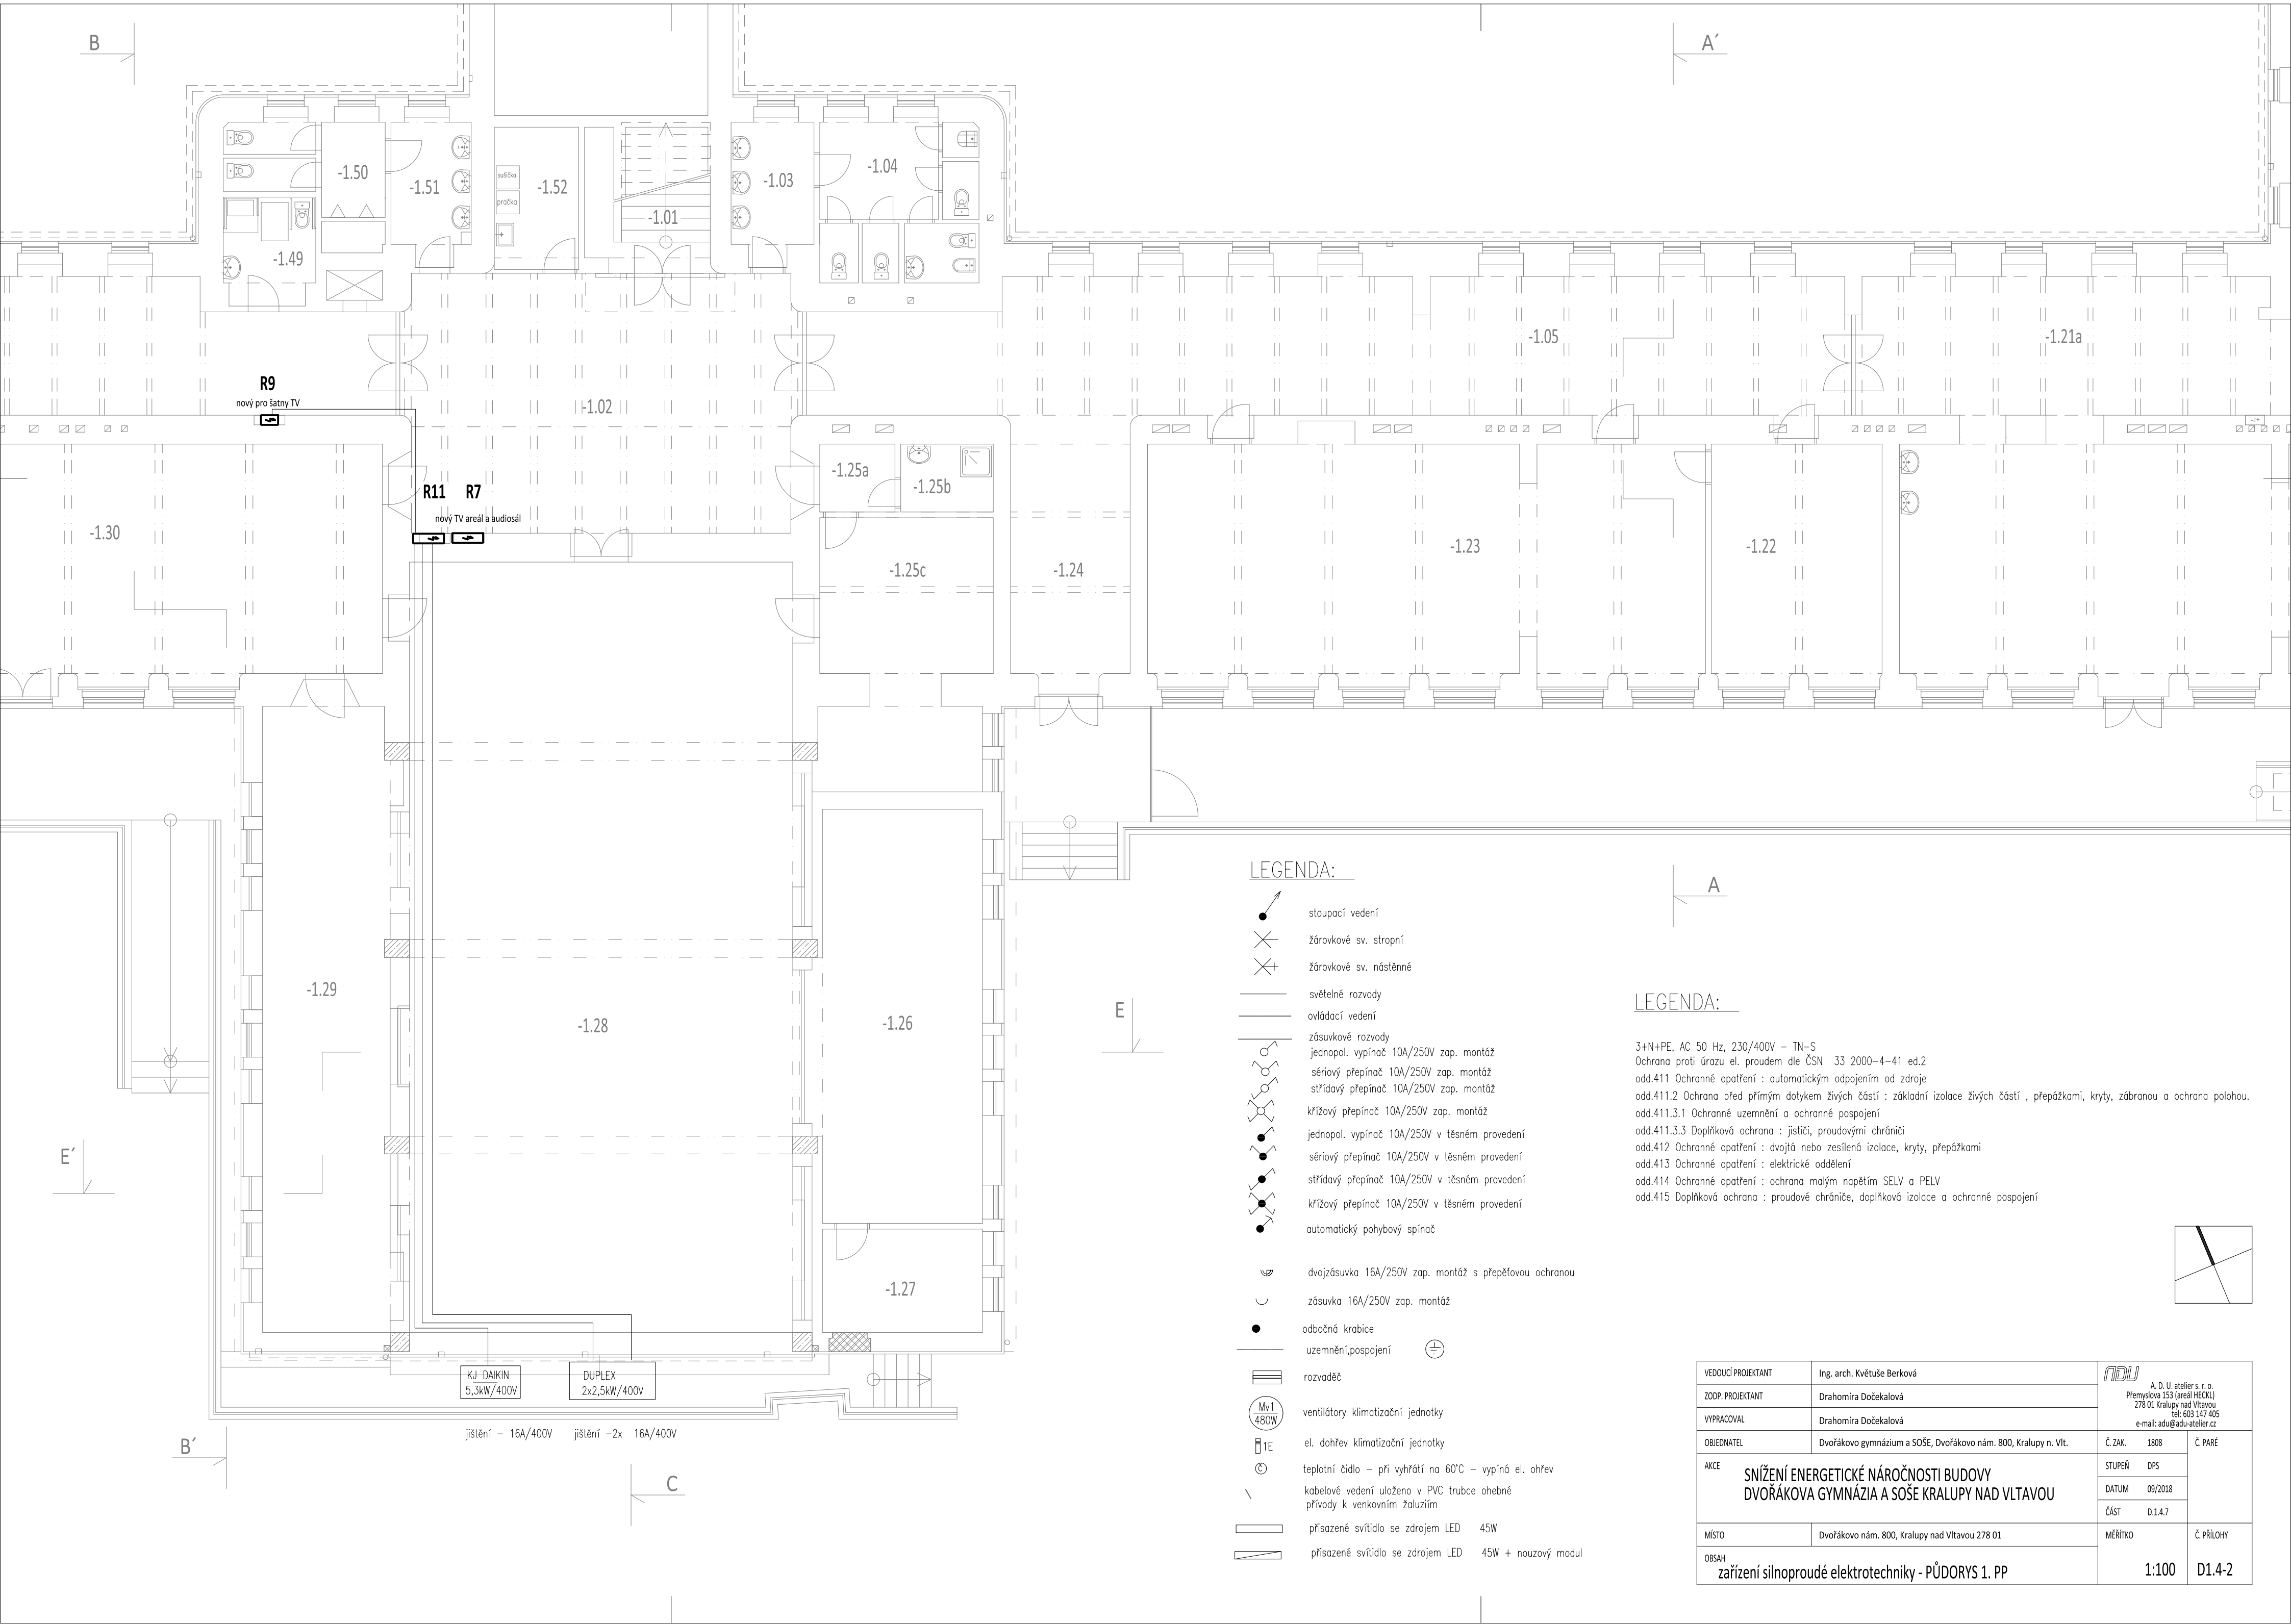 B
A´
-1.50
-1.51
sušička
pračka
-1.52
-1.01
-1.03
-1.04
-1.49
-1.05
-1.21a
R9
nový pro šatny TV
-1.02
-1.25a
-1.25b
R11 R7
nový TV areál a audiosál
-1.30
-1.25c
-1.24
-1.23
-1.22
-1.29
-1.28
-1.26
-1.27
E
E´
A
KJ DAIKIN
5,3kW/400V
DUPLEX
2x2,5kW/400V
jištění – 16A/400V
jištění –2x 16A/400V
B´
C
LEGENDA:
stoupací vedení
žárovkové sv. stropní
žárovkové sv. nástěnné
světelné rozvody
ovládací vedení
zásuvkové rozvody
jednopol. vypínač 10A/250V zap. montáž
sériový přepínač 10A/250V zap. montáž
střídavý přepínač 10A/250V zap. montáž
křížový přepínač 10A/250V zap. montáž
jednopol. vypínač 10A/250V v těsném provedení
sériový přepínač 10A/250V v těsném provedení
střídavý přepínač 10A/250V v těsném provedení
křížový přepínač 10A/250V v těsném provedení
automatický pohybový spínač
dvojzásuvka 16A/250V zap. montáž s přepěťovou ochranou
zásuvka 16A/250V zap. montáž
odbočná krabice
uzemnění,pospojení
rozvaděč
Mv1
480W
ventilátory klimatizační jednotky
1E
el. dohřev klimatizační jednotky
Č
teplotní čidlo – při vyhřátí na 60°C – vypíná el. ohřev
kabelové vedení uloženo v PVC trubce ohebné
přívody k venkovním žaluziím
přisazené svítidlo se zdrojem LED 45W
přisazené svítidlo se zdrojem LED 45W + nouzový modul
LEGENDA:
3+N+PE, AC 50 Hz, 230/400V – TN–S
Ochrana proti úrazu el. proudem dle ČSN 33 2000–4–41 ed.2
odd.411 Ochranné opatření : automatickým odpojením od zdroje
odd.411.2 Ochrana před přímým dotykem živých částí : základní izolace živých částí , přepážkami, kryty, zábranou a ochrana polohou.
odd.411.3.1 Ochranné uzemnění a ochranné pospojení
odd.411.3.3 Doplňková ochrana : jističi, proudovými chrániči
odd.412 Ochranné opatření : dvojtá nebo zesílená izolace, kryty, přepážkami
odd.413 Ochranné opatření : elektrické oddělení
odd.414 Ochranné opatření : ochrana malým napětím SELV a PELV
odd.415 Doplňková ochrana : proudové chrániče, doplňková izolace a ochranné pospojení
VEDOUCÍ PROJEKTANT Ing. arch. Květuše Berková
ZODP. PROJEKTANT Drahomíra Dočekalová
VYPRACOVAL Drahomíra Dočekalová
ADU
A. D. U. atelier s. r. o.
Přemyslova 153 (areál HECKL)
278 01 Kralupy nad Vltavou
tel: 603 147 405
e-mail: adu@adu-atelier.cz
OBJEDNATEL Dvořákovo gymnázium a SOŠE, Dvořákovo nám. 800, Kralupy n. Vlt.
Č. ZAK. 1808 Č. PARÉ
AKCE
SNÍŽENÍ ENERGETICKÉ NÁROČNOSTI BUDOVY
DVOŘÁKOVA GYMNÁZIA A SOŠE KRALUPY NAD VLTAVOU
STUPEŇ DPS
DATUM 09/2018
ČÁST D.1.4.7
MÍSTO Dvořákovo nám. 800, Kralupy nad Vltavou 278 01
MĚŘÍTKO Č. PŘÍLOHY
OBSAH
zařízení silnoproudé elektrotechniky - PŮDORYS 1. PP
1:100 D1.4-2